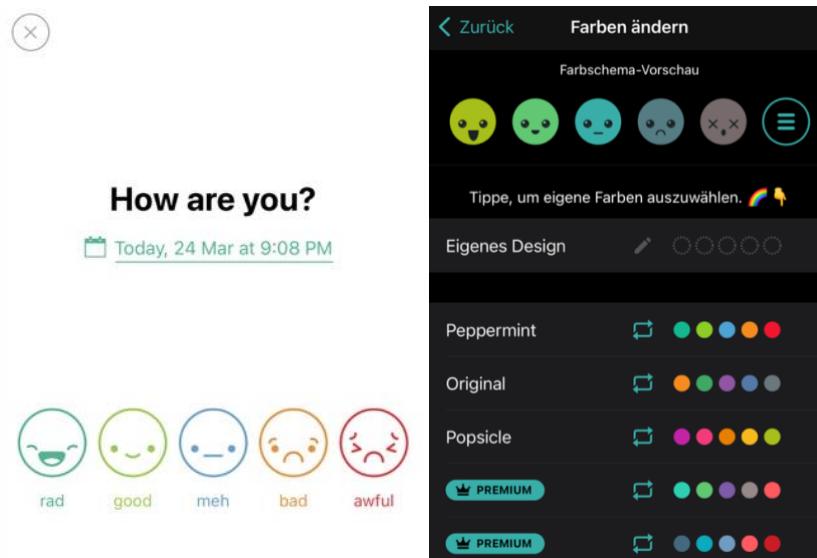 How are you?
Today, 24 Mar at 9:08 PM
rad good meh bad awful
Zurück Farben ändern
Farbschema-Vorschau
Tippe, um eigene Farben auszuwählen. 🌈👇
Eigenes Design
Peppermint
Original
Popsicle
PREMIUM
PREMIUM